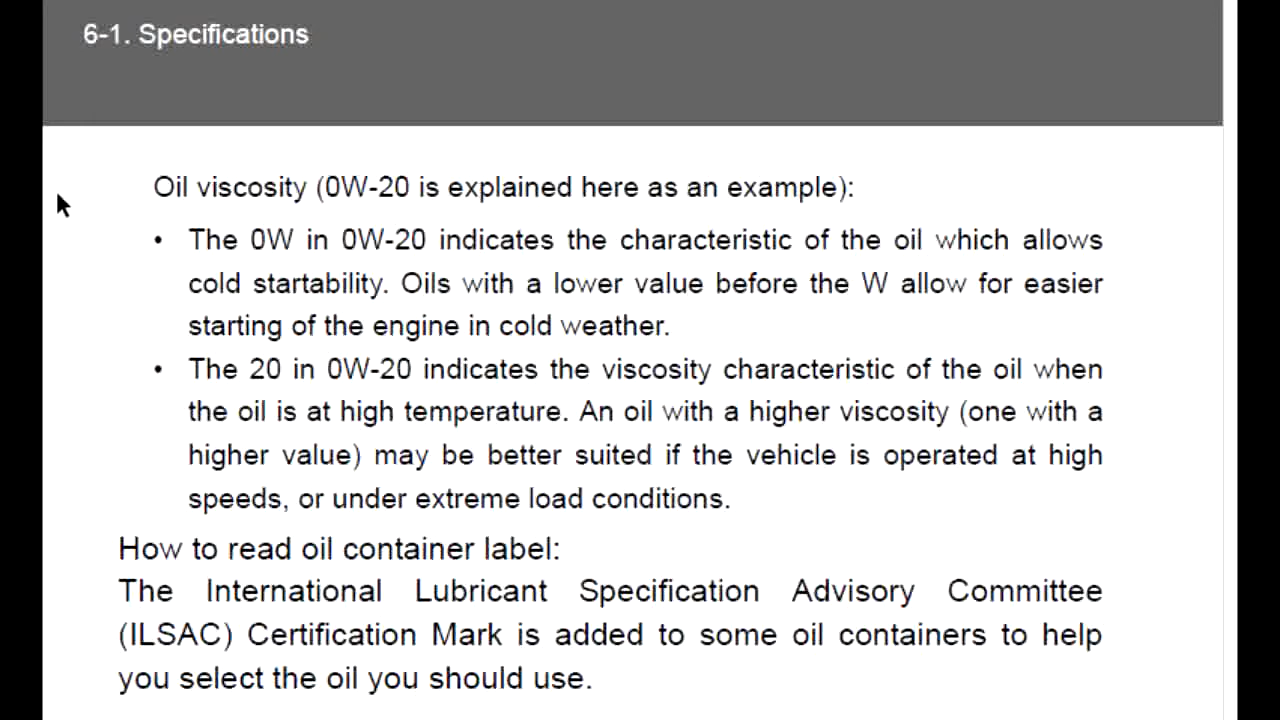 6-1. Specifications
Oil viscosity (0W-20 is explained here as an example):
• The 0W in 0W-20 indicates the characteristic of the oil which allows
cold startability. Oils with a lower value before the W allow for easier
starting of the engine in cold weather.
• The 20 in 0W-20 indicates the viscosity characteristic of the oil when
the oil is at high temperature. An oil with a higher viscosity (one with a
higher value) may be better suited if the vehicle is operated at high
speeds, or under extreme load conditions.
How to read oil container label:
The International Lubricant Specification Advisory Committee
(ILSAC) Certification Mark is added to some oil containers to help
you select the oil you should use.